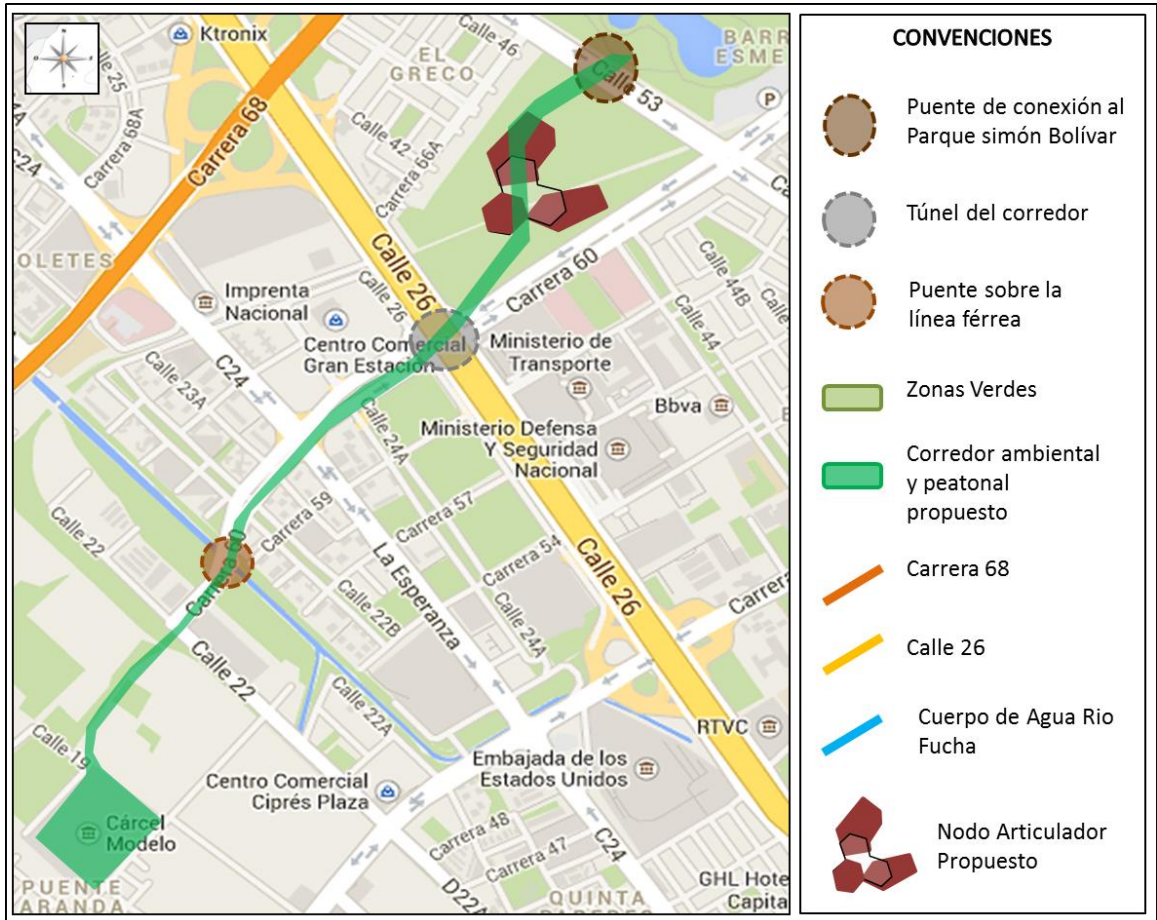 Ktronix
EL
GRECO
Calle 46
BARR
ESME
Calle 53
P
Calle 25
Carrera 68A
Carrera 68
Calle 42
Carrera 66A
C24
Calle 26
Calle 26
Carrera 60
Calle 44B
Calle 44
OLETES
Imprenta
Nacional
Centro Comercial
Gran Estación
Ministerio de
Transporte
Bbva
Calle 23A
C24
Calle 24A
Ministerio Defensa
Y Seguridad
Nacional
Carrera 57
Carrera 59
Carrera 54
Calle 22
Carrera 60
La Esperanza
Calle 26
Calle 22B
Calle 24A
Carrera
Calle 22
Calle 22A
RTVC
Calle 19
Embajada de los
Estados Unidos
Centro Comercial
Ciprés Plaza
Cárcel
Modelo
Carrera 48
Carrera 47
C24
PUENTE
ARANDA
D22A
QUINTA
GHL Hote
Capita
CONVENCIONES
Puente de conexión al
Parque simón Bolívar
Túnel del corredor
Puente sobre la
línea férrea
Zonas Verdes
Corredor ambiental
y peatonal
propuesto
Carrera 68
Calle 26
Cuerpo de Agua Rio
Fucha
Nodo Articulador
Propuesto